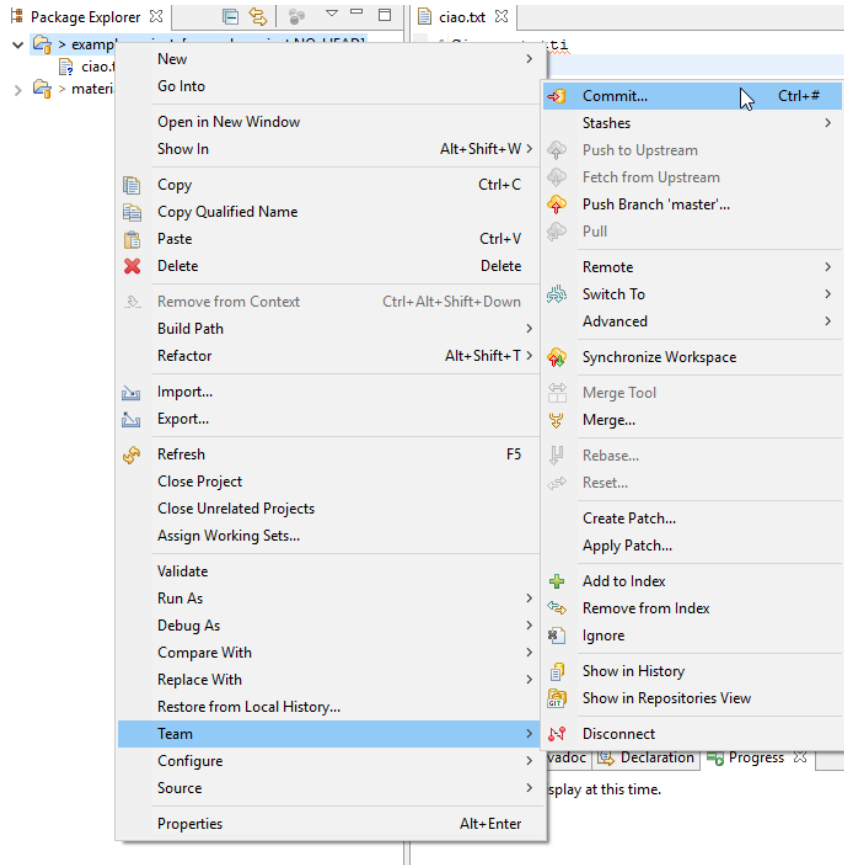 Package Explorer
ciao.txt
New
Go Into
Open in New Window
Show In Alt+Shift+W
Copy Ctrl+C
Copy Qualified Name
Paste Ctrl+V
Delete Delete
Remove from Context Ctrl+Alt+Shift+Down
Build Path
Refactor Alt+Shift+T
Import...
Export...
Refresh F5
Close Project
Close Unrelated Projects
Assign Working Sets...
Validate
Run As
Debug As
Compare With
Replace With
Restore from Local History...
Team
Configure
Source
Properties Alt+Enter
Commit... Ctrl+#
Stashes
Push to Upstream
Fetch from Upstream
Push Branch 'master'...
Pull
Remote
Switch To
Advanced
Synchronize Workspace
Merge Tool
Merge...
Rebase...
Reset...
Create Patch...
Apply Patch...
Add to Index
Remove from Index
Ignore
Show in History
GIT Show in Repositories View
Disconnect
Declaration Progress
at this time.